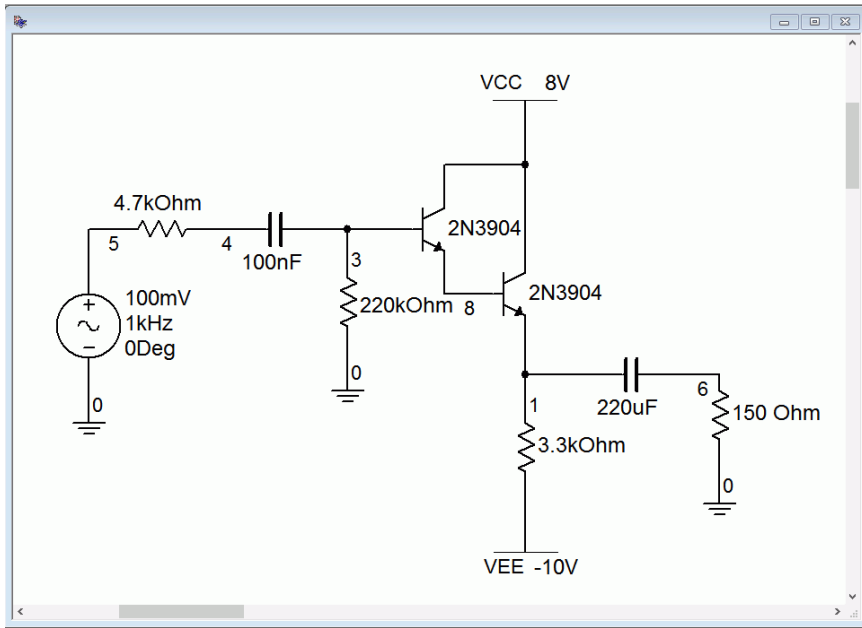 VCC 8V
4.7kOhm
5
4
100nF
3
2N3904
100mV
1kHz
0Deg
220kOhm
8
2N3904
0
0
1
220uF
6
150 Ohm
3.3kOhm
0
VEE -10V